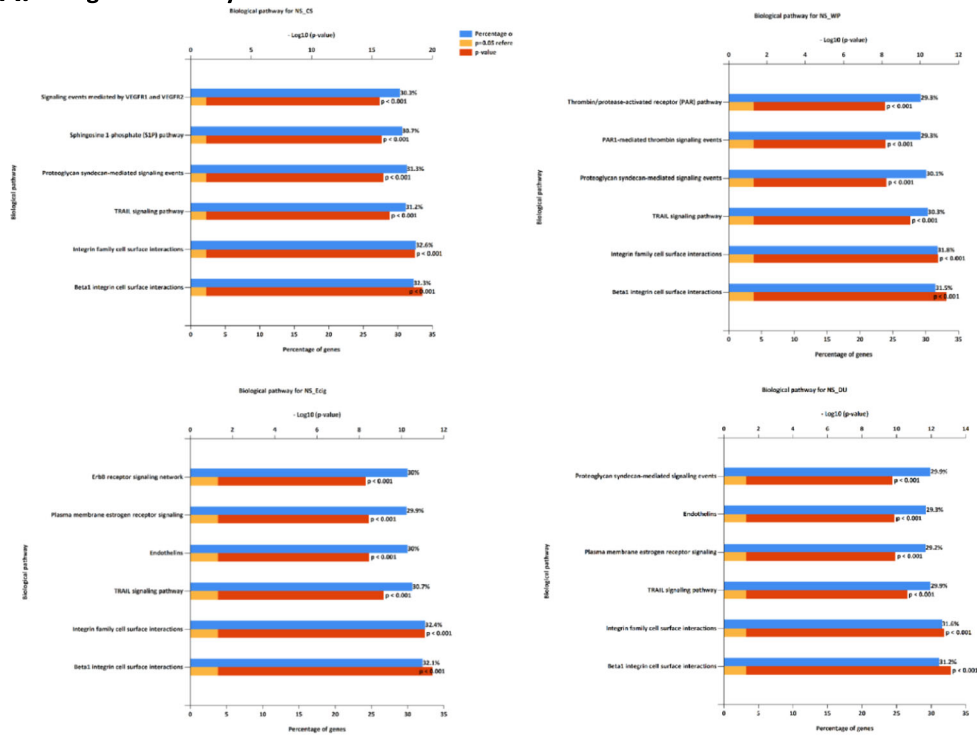 Biological pathway for NS_CS
- Log10 (p-value)
0 5 10 15 20
Percentage o
p=0.05 refere
p-value
Signaling events mediated by VEGFR1 and VEGFR2
30.3%
p < 0.001
Sphingosine 1-phosphate (S1P) pathway
30.7%
p < 0.001
Proteoglycan syndecan-mediated signaling events
31.3%
p < 0.001
TRAIL signaling pathway
31.2%
p < 0.001
Integrin family cell surface interactions
32.6%
p < 0.001
Beta1 integrin cell surface interactions
32.3%
p < 0.001
Biological pathway
0 5 10 15 20 25 30 35
Percentage of genes
Biological pathway for NS_WP
- Log10 (p-value)
0 2 4 6 8 10 12
Thrombin/protease-activated receptor (PAR) pathway
29.3%
p < 0.001
PAR1-mediated thrombin signaling events
29.3%
p < 0.001
Proteoglycan syndecan-mediated signaling events
30.1%
p < 0.001
TRAIL signaling pathway
30.3%
p < 0.001
Integrin family cell surface interactions
31.8%
p < 0.001
Beta1 integrin cell surface interactions
31.5%
p < 0.001
Biological pathway
0 5 10 15 20 25 30 35
Percentage of genes
Biological pathway for NS_Ecig
- Log10 (p-value)
0 2 4 6 8 10 12
ErbB receptor signaling network
30%
p < 0.001
Plasma membrane estrogen receptor signaling
29.9%
p < 0.001
Endothelins
30%
p < 0.001
TRAIL signaling pathway
30.7%
p < 0.001
Integrin family cell surface interactions
32.4%
p < 0.001
Beta1 integrin cell surface interactions
32.1%
p < 0.001
Biological pathway
0 5 10 15 20 25 30 35
Percentage of genes
Biological pathway for NS_DU
- Log10 (p-value)
0 2 4 6 8 10 12 14
Proteoglycan syndecan-mediated signaling events
29.9%
p < 0.001
Endothelins
29.3%
p < 0.001
Plasma membrane estrogen receptor signaling
29.2%
p < 0.001
TRAIL signaling pathway
29.9%
p < 0.001
Integrin family cell surface interactions
31.6%
p < 0.001
Beta1 integrin cell surface interactions
31.2%
p < 0.001
Biological pathway
0 5 10 15 20 25 30 35
Percentage of genes